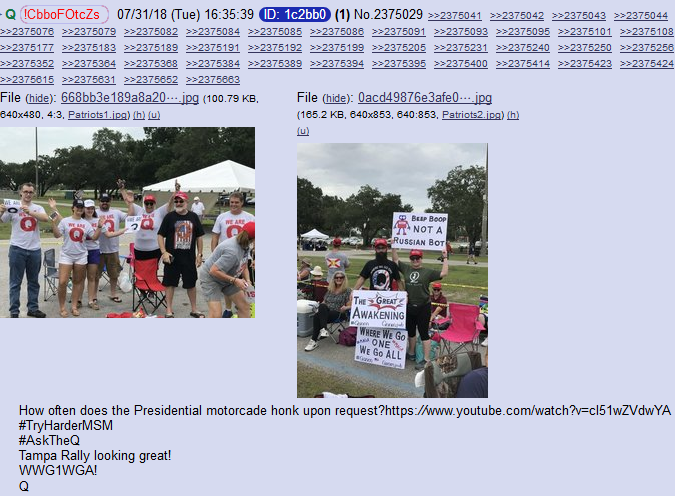 Q !CbboFOtcZs 07/31/18 (Tue) 16:35:39 ID: 1c2bb0 (1) No.2375029 >>2375041 >>2375042 >>2375043 >>2375044
>>2375076 >>2375079 >>2375082 >>2375084 >>2375085 >>2375086 >>2375091 >>2375093 >>2375095 >>2375101 >>2375108
>>2375177 >>2375183 >>2375189 >>2375191 >>2375192 >>2375199 >>2375205 >>2375231 >>2375240 >>2375250 >>2375256
>>2375352 >>2375364 >>2375368 >>2375384 >>2375389 >>2375394 >>2375395 >>2375400 >>2375414 >>2375423 >>2375424
>>2375615 >>2375631 >>2375652 >>2375663
File (hide): 668bb3e189a8a20⋯.jpg (100.79 KB,
640x480, 4:3, Patriots1.jpg) (h) (u)
File (hide): 0acd49876e3afe0⋯.jpg
(165.2 KB, 640x853, 640:853, Patriots2.jpg) (h)
(u)
WE ARE
Q
WE ARE
Q
WE ARE
Q
WE ARE
Q
BEEP BOOP
NOT A
RUSSIAN BOT
THE GREAT
AWAKENING
WHERE WE GO
ONE
WE GO ALL
How often does the Presidential motorcade honk upon request?https://www.youtube.com/watch?v=cl51wZVdwYA
#TryHarderMSM
#AskTheQ
Tampa Rally looking great!
WWG1WGA!
Q